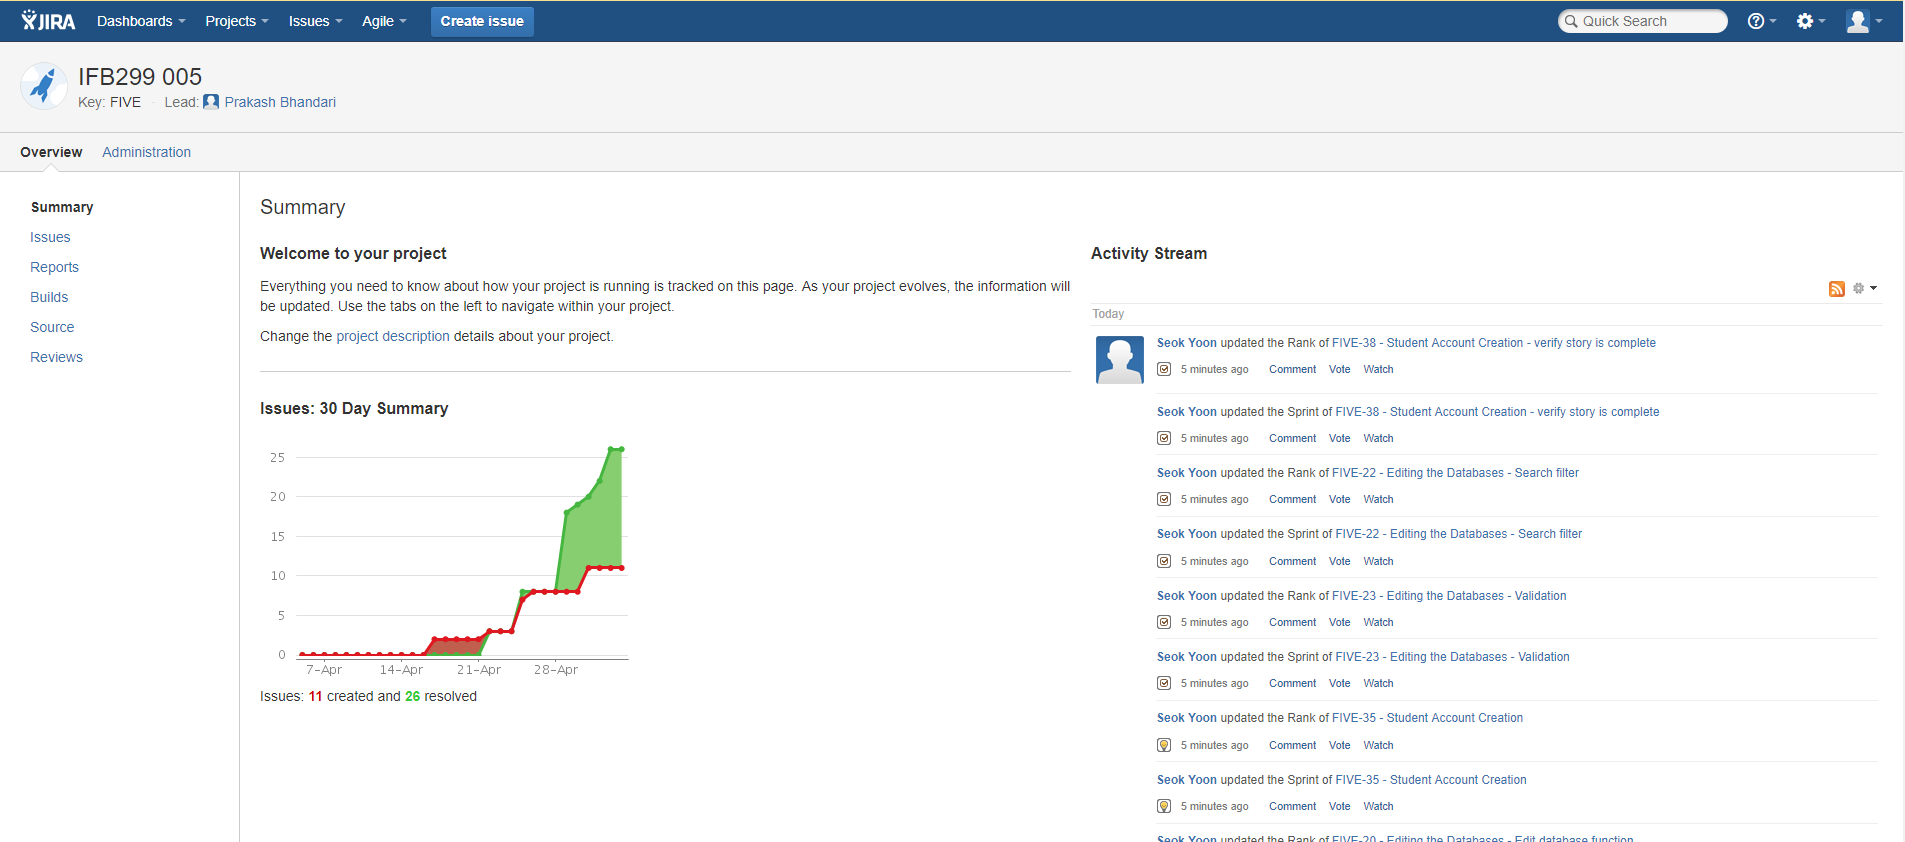 JIRA Dashboards Projects Issues Agile Create issue Quick Search
IFB299 005
Key: FIVE · Lead: Prakash Bhandari
Overview Administration
Summary
Issues
Reports
Builds
Source
Reviews
Summary
Welcome to your project
Everything you need to know about how your project is running is tracked on this page. As your project evolves, the information will
be updated. Use the tabs on the left to navigate within your project.
Change the project description details about your project.
Issues: 30 Day Summary
25
20
15
10
5
0
7-Apr 14-Apr 21-Apr 28-Apr
Issues: 11 created and 26 resolved
Activity Stream
Today
Seok Yoon updated the Rank of FIVE-38 - Student Account Creation - verify story is complete
5 minutes ago Comment Vote Watch
Seok Yoon updated the Sprint of FIVE-38 - Student Account Creation - verify story is complete
5 minutes ago Comment Vote Watch
Seok Yoon updated the Rank of FIVE-22 - Editing the Databases - Search filter
5 minutes ago Comment Vote Watch
Seok Yoon updated the Sprint of FIVE-22 - Editing the Databases - Search filter
5 minutes ago Comment Vote Watch
Seok Yoon updated the Rank of FIVE-23 - Editing the Databases - Validation
5 minutes ago Comment Vote Watch
Seok Yoon updated the Sprint of FIVE-23 - Editing the Databases - Validation
5 minutes ago Comment Vote Watch
Seok Yoon updated the Rank of FIVE-35 - Student Account Creation
5 minutes ago Comment Vote Watch
Seok Yoon updated the Sprint of FIVE-35 - Student Account Creation
5 minutes ago Comment Vote Watch
Seok Yoon updated the Rank of FIVE-20 - Editing the Databases - Edit database function